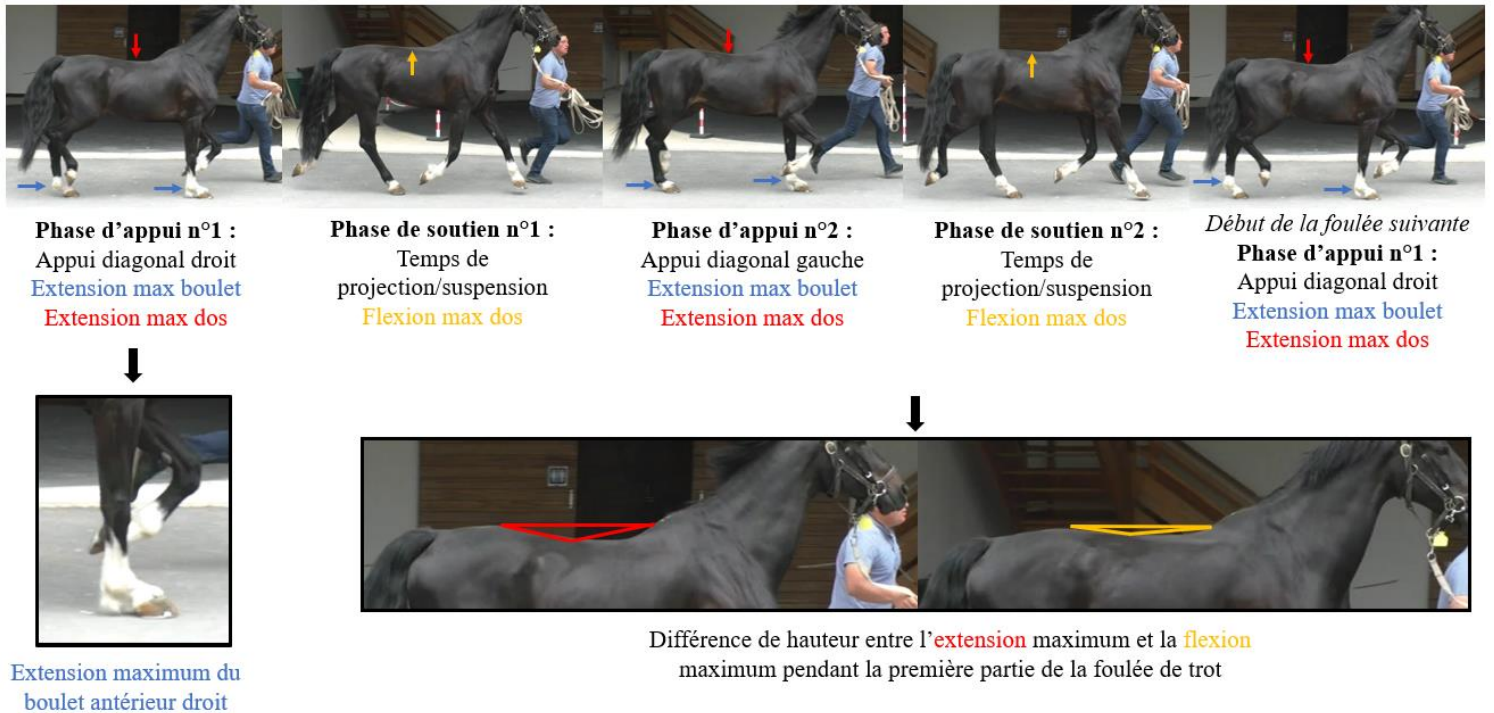 Phase d'appui n°1 :
Appui diagonal droit
Extension max boulet
Extension max dos
Phase de soutien n°1 :
Temps de
projection/suspension
Flexion max dos
Phase d'appui n°2 :
Appui diagonal gauche
Extension max boulet
Extension max dos
Phase de soutien n°2 :
Temps de
projection/suspension
Flexion max dos
Début de la foulée suivante
Phase d'appui n°1 :
Appui diagonal droit
Extension max boulet
Extension max dos
Extension maximum du
boulet antérieur droit
Différence de hauteur entre l'extension maximum et la flexion
maximum pendant la première partie de la foulée de trot